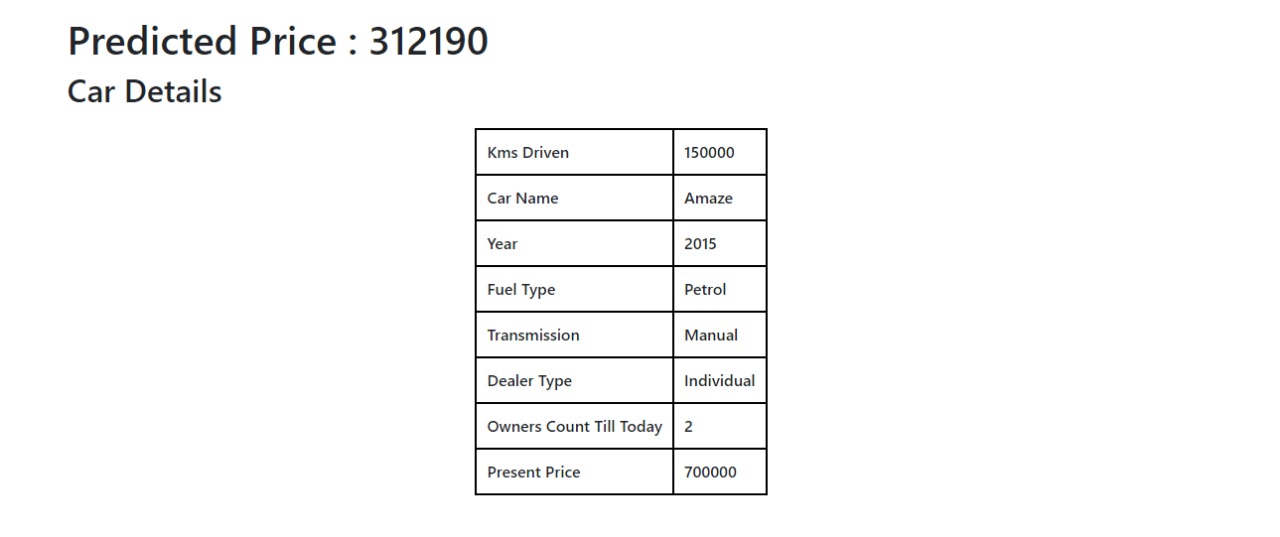 Predicted Price : 312190
Car Details
Kms Driven 150000
Car Name Amaze
Year 2015
Fuel Type Petrol
Transmission Manual
Dealer Type Individual
Owners Count Till Today 2
Present Price 700000